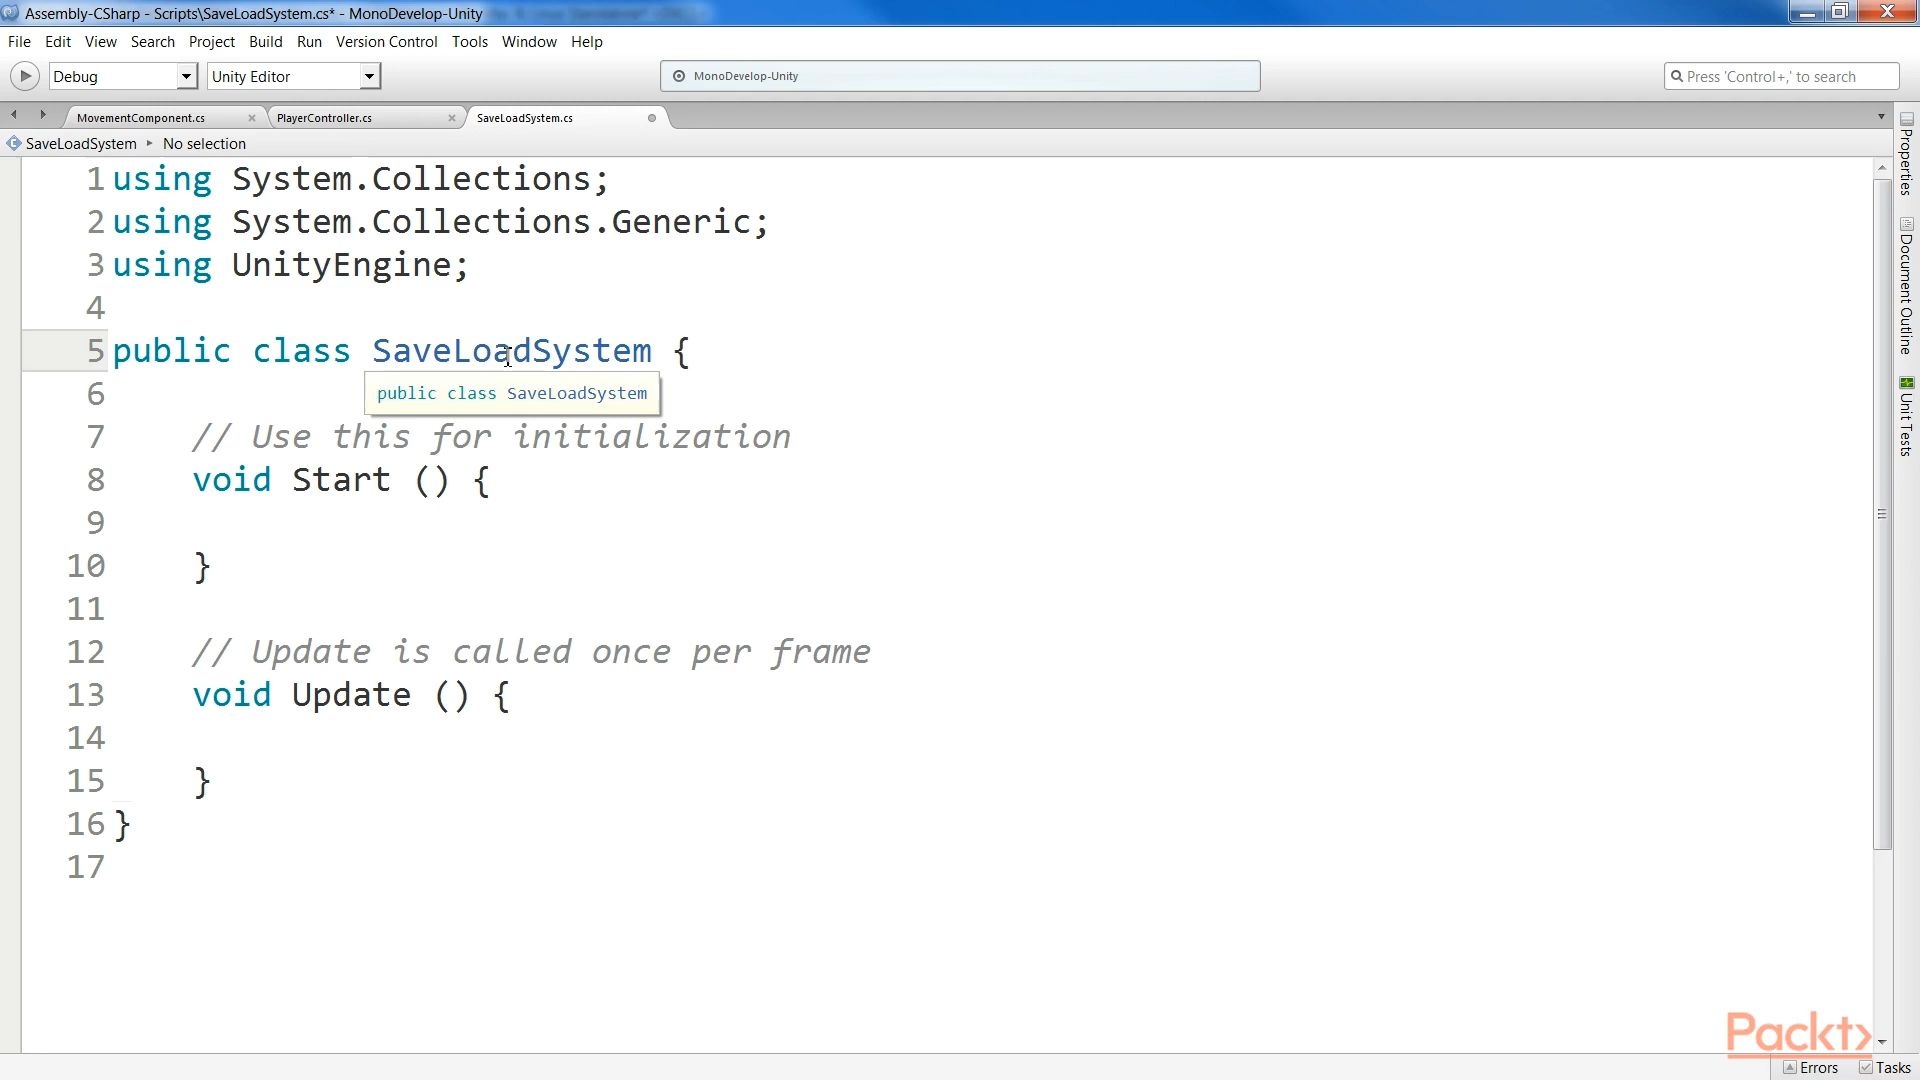 Assembly-CSharp - Scripts\SaveLoadSystem.cs* - MonoDevelop-Unity
File Edit View Search Project Build Run Version Control Tools Window Help
Debug Unity Editor MonoDevelop-Unity Press 'Control+,' to search
MovementComponent.cs PlayerController.cs SaveLoadSystem.cs
SaveLoadSystem No selection
1 using System.Collections;
2 using System.Collections.Generic;
3 using UnityEngine;
4
5 public class SaveLoadSystem {
public class SaveLoadSystem
6
7 // Use this for initialization
8 void Start () {
9
10 }
11
12 // Update is called once per frame
13 void Update () {
14
15 }
16 }
17
Properties
Document Outline
Unit Tests
Packt>
Errors Tasks